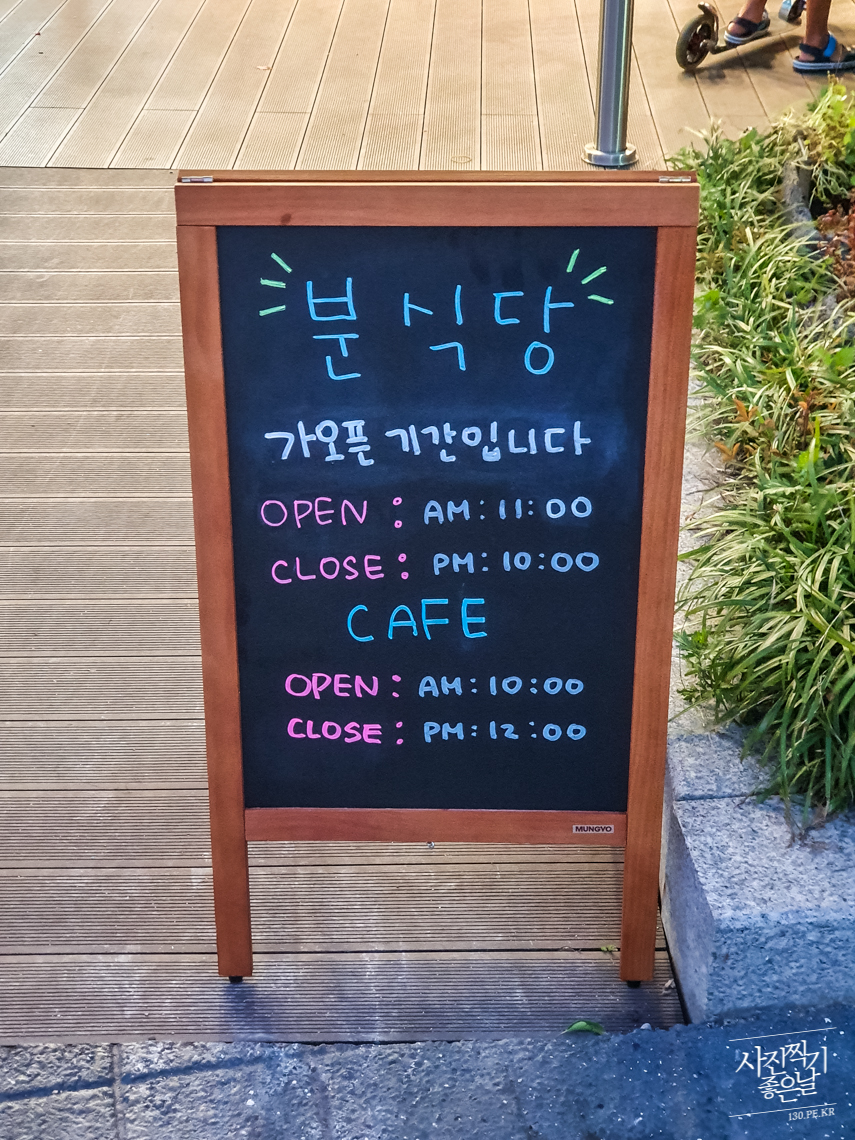 분식당
가오픈 기간입니다
OPEN : AM : 11 : 00
CLOSE : PM : 10 : 00
CAFE
OPEN : AM : 10 : 00
CLOSE : PM : 12 : 00
MUNGYO
사진찍기
좋은날
130.PE.KR